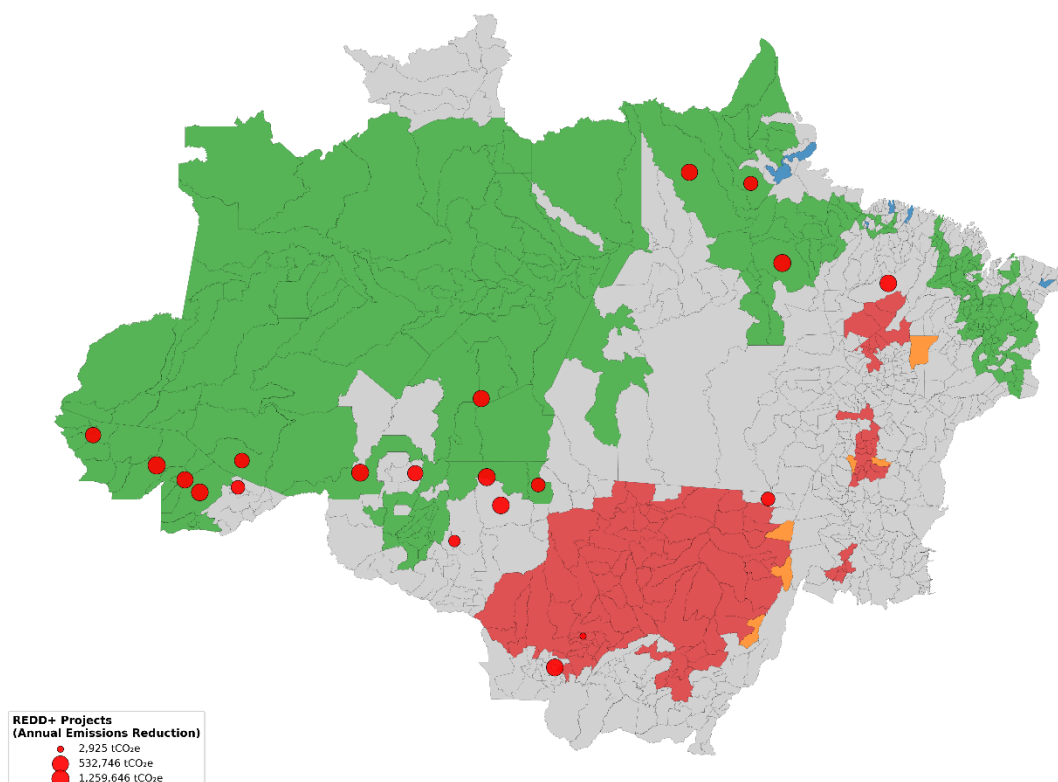 REDD+ Projects
(Annual Emissions Reduction)
2,925 tCO₂e
532,746 tCO₂e
1,259,646 tCO₂e